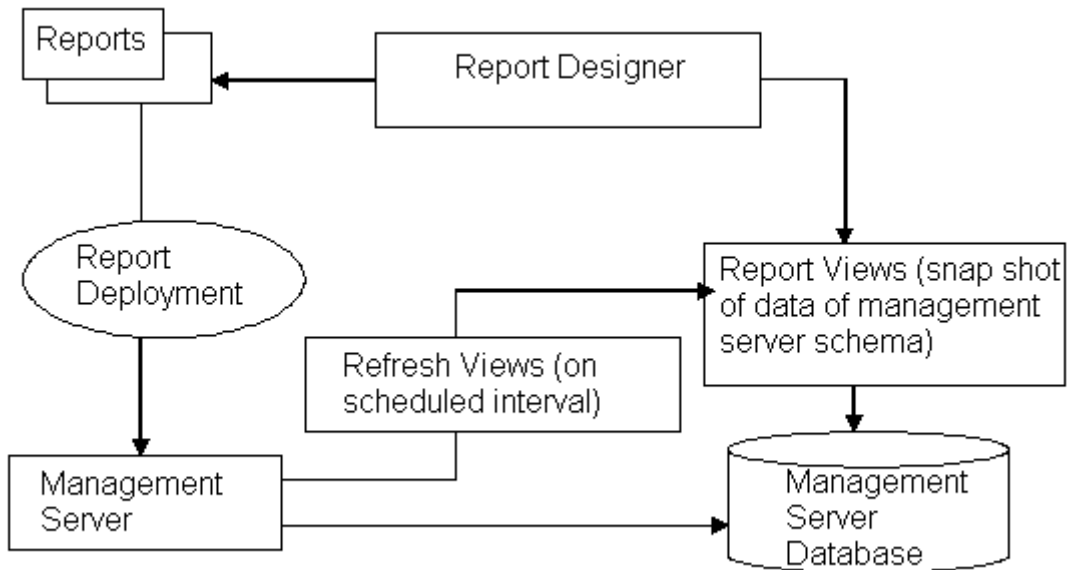 Reports
Report Designer
Report
Deployment
Report Views (snap shot
of data of management
server schema)
Refresh Views (on
scheduled interval)
Management
Server
Management
Server
Database